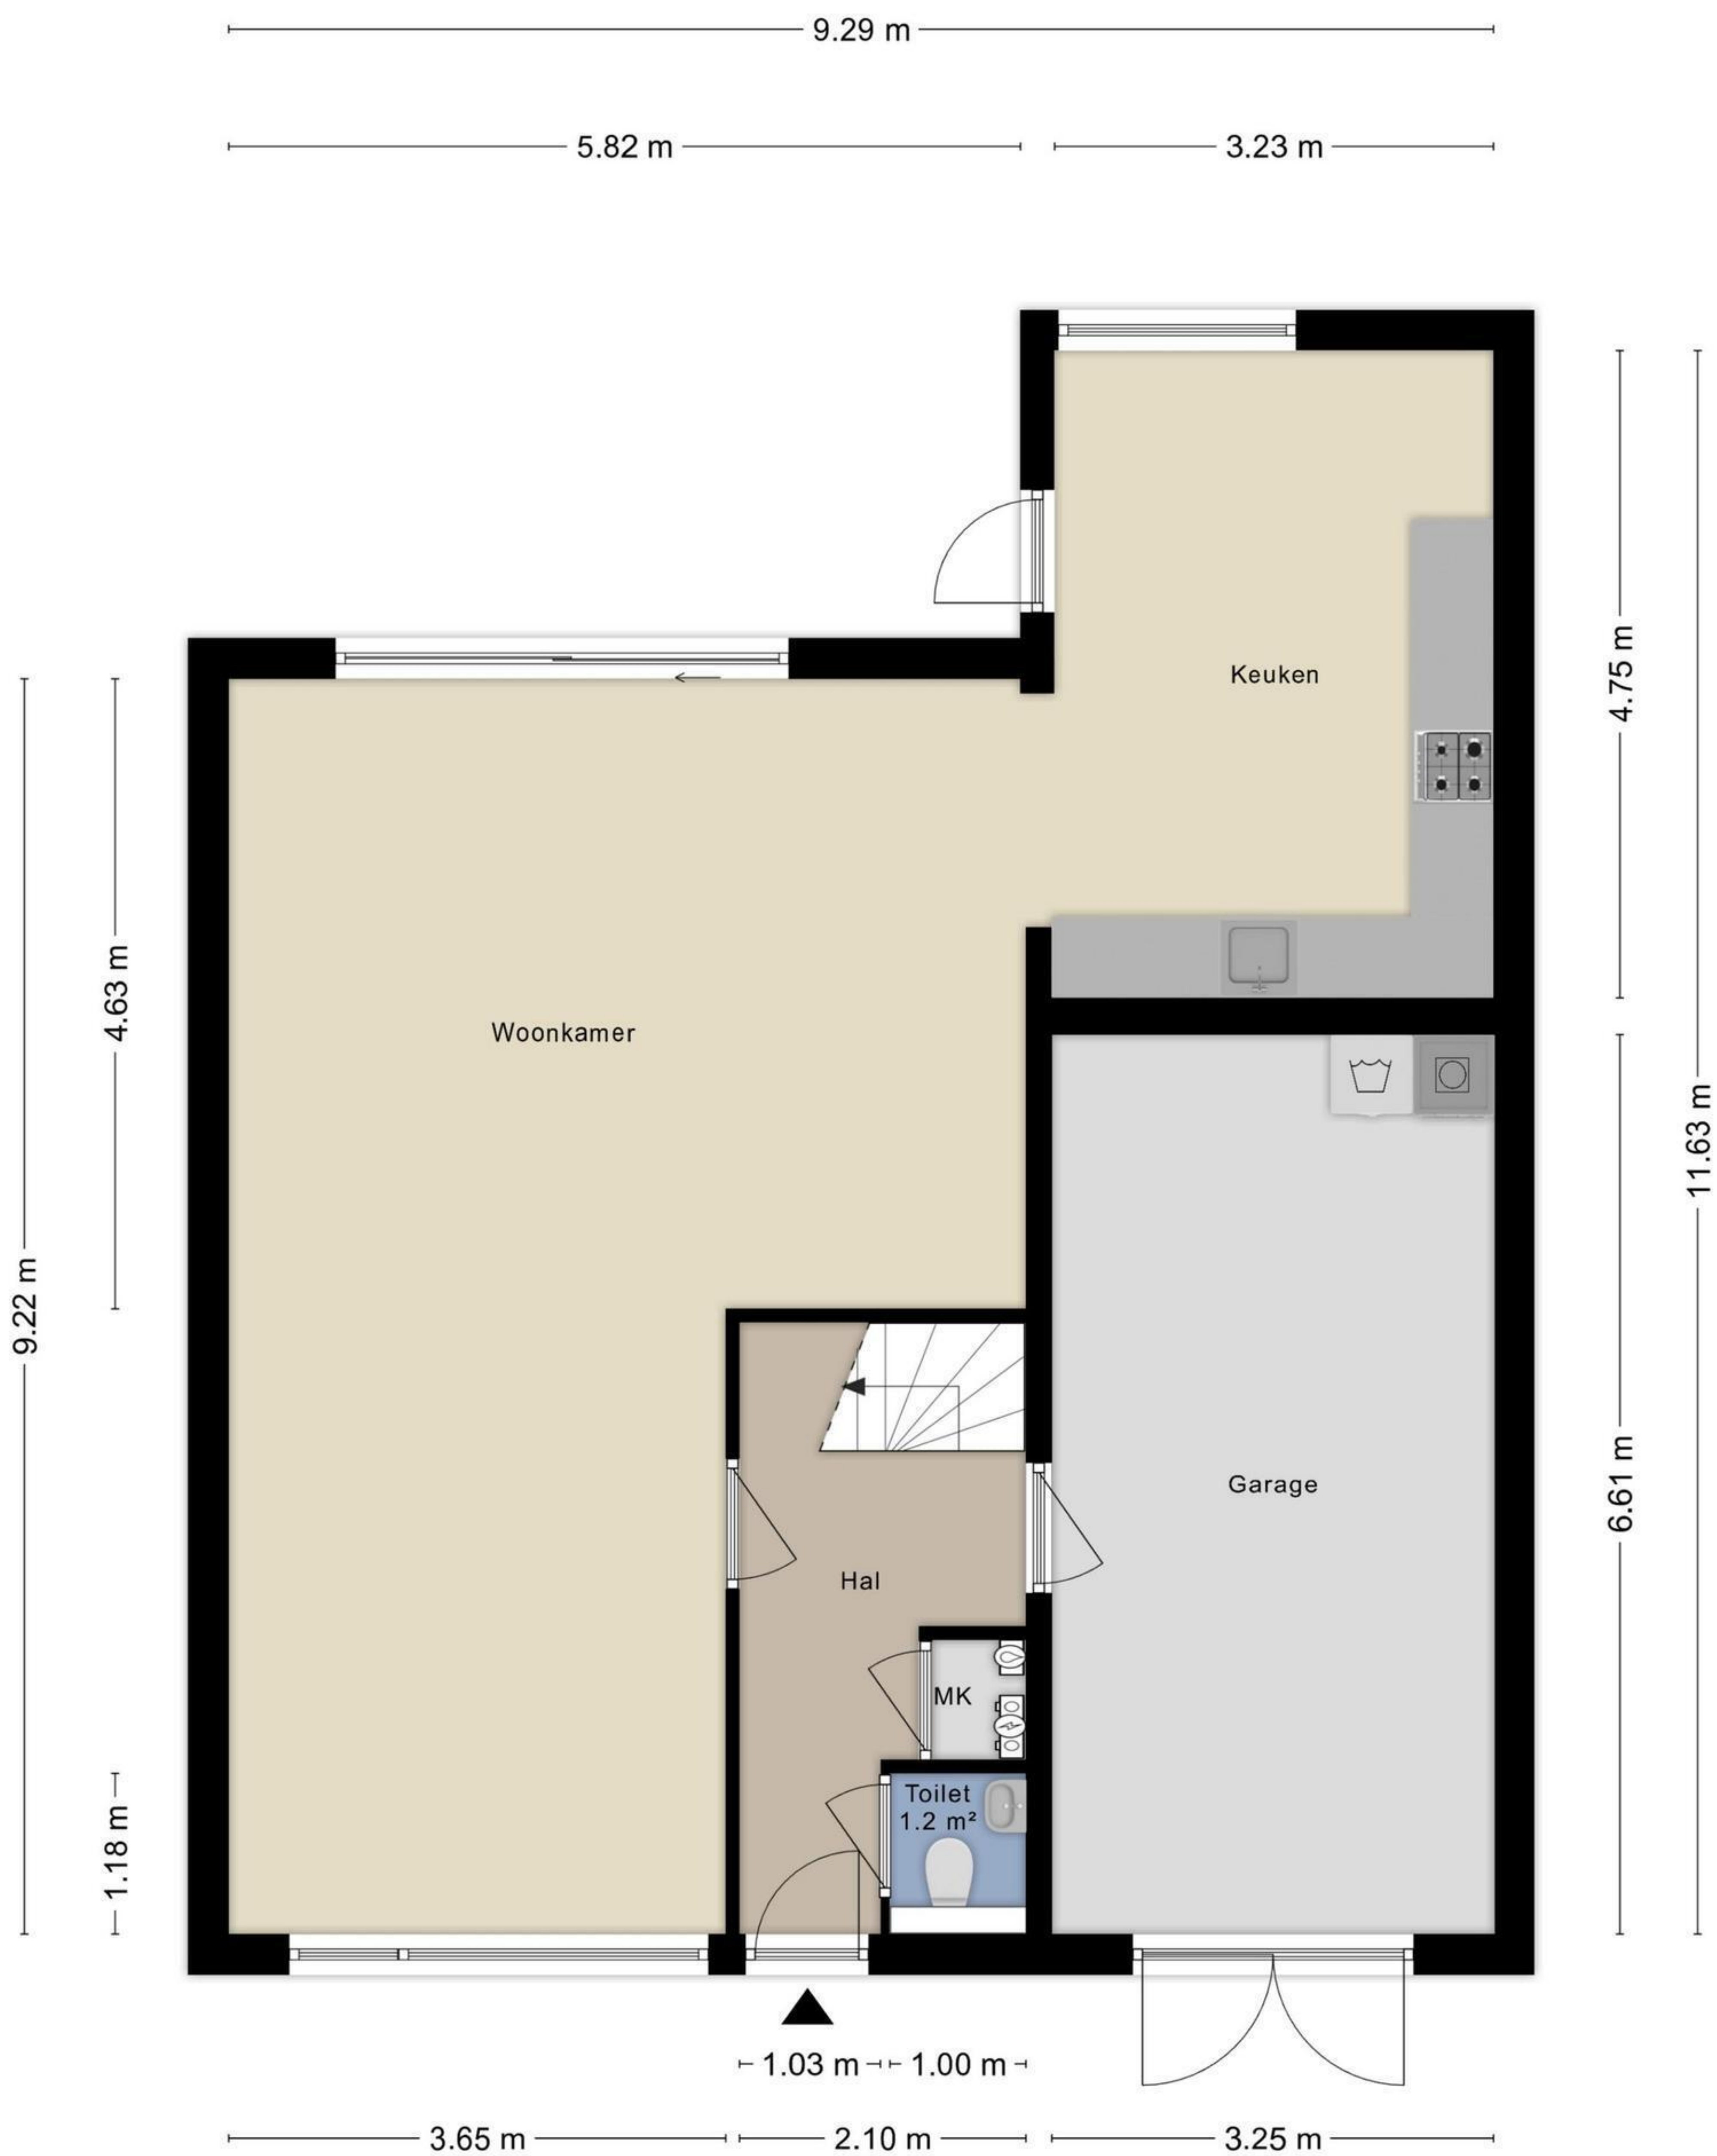 9.29 m
5.82 m
3.23 m
Keuken
4.75 m
4.63 m
Woonkamer
11.63 m
9.22 m
Garage
6.61 m
Hal
MK
Toilet
1.2 m²
1.18 m
1.03 m
1.00 m
3.65 m
2.10 m
3.25 m